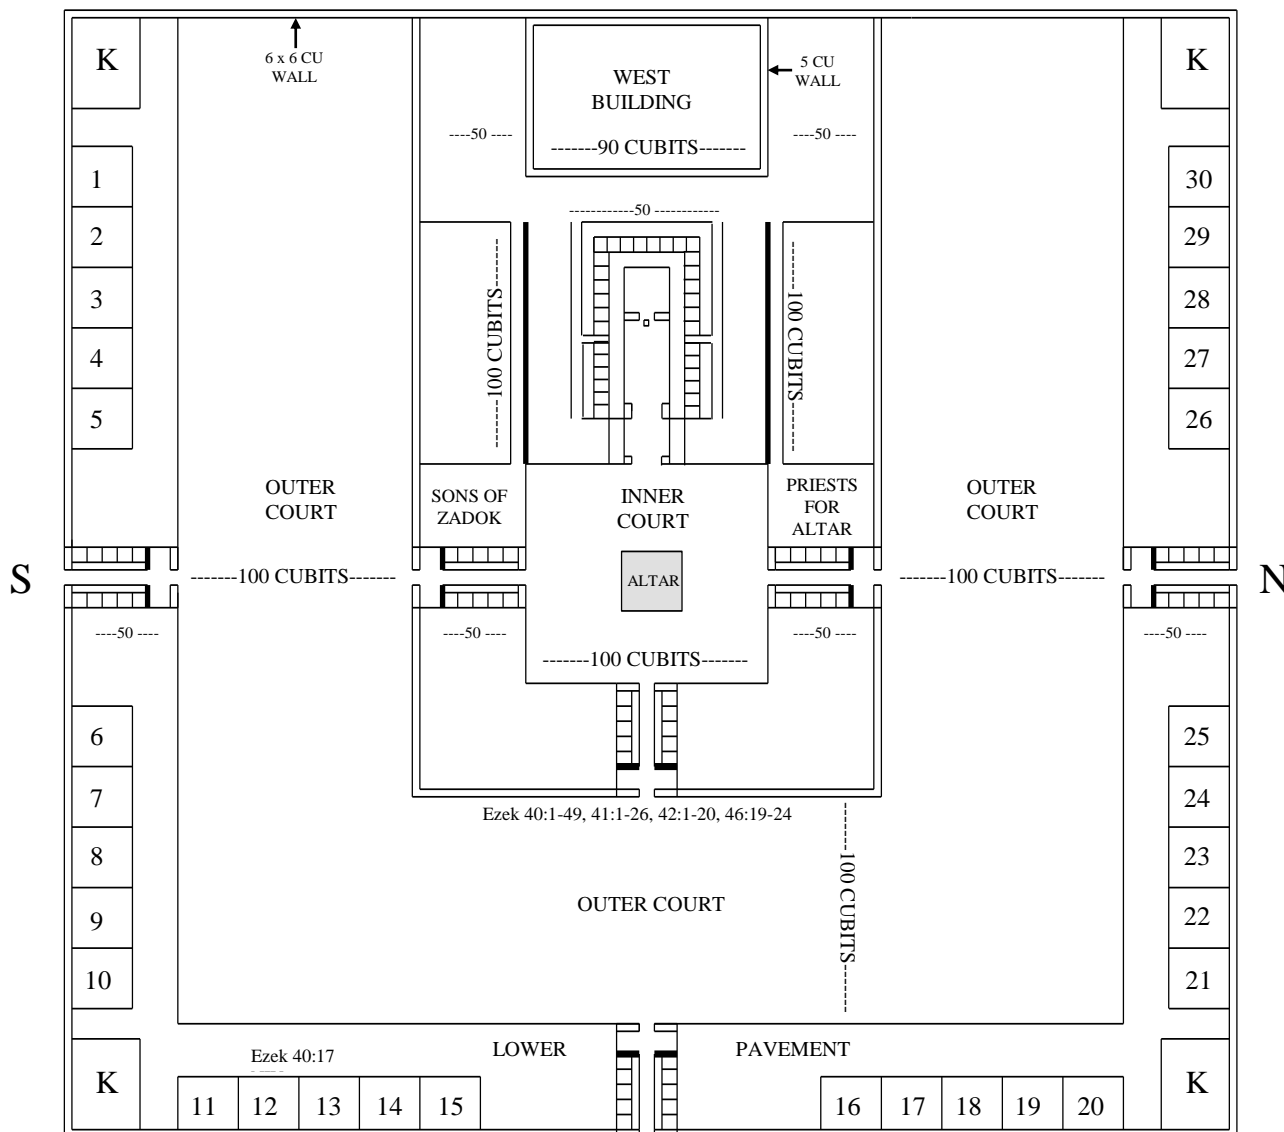 K
6 x 6 CU
WALL
WEST
BUILDING
-------90 CUBITS-------
5 CU
WALL
K
----50 ----
----50 ----
1
30
2
------------50 ------------
29
3
-----100 CUBITS-----
-----100 CUBITS-----
28
4
27
5
26
OUTER
COURT
SONS OF
ZADOK
INNER
COURT
PRIESTS
FOR
ALTAR
OUTER
COURT
S
-------100 CUBITS-------
ALTAR
-------100 CUBITS-------
N
----50 ----
----50 ----
----50 ----
----50 ----
-------100 CUBITS-------
6
25
7
Ezek 40:1-49, 41:1-26, 42:1-20, 46:19-24
24
8
-------100 CUBITS-------
23
9
OUTER COURT
22
10
21
LOWER
PAVEMENT
Ezek 40:17
K
K
11 12 13 14 15
16 17 18 19 20